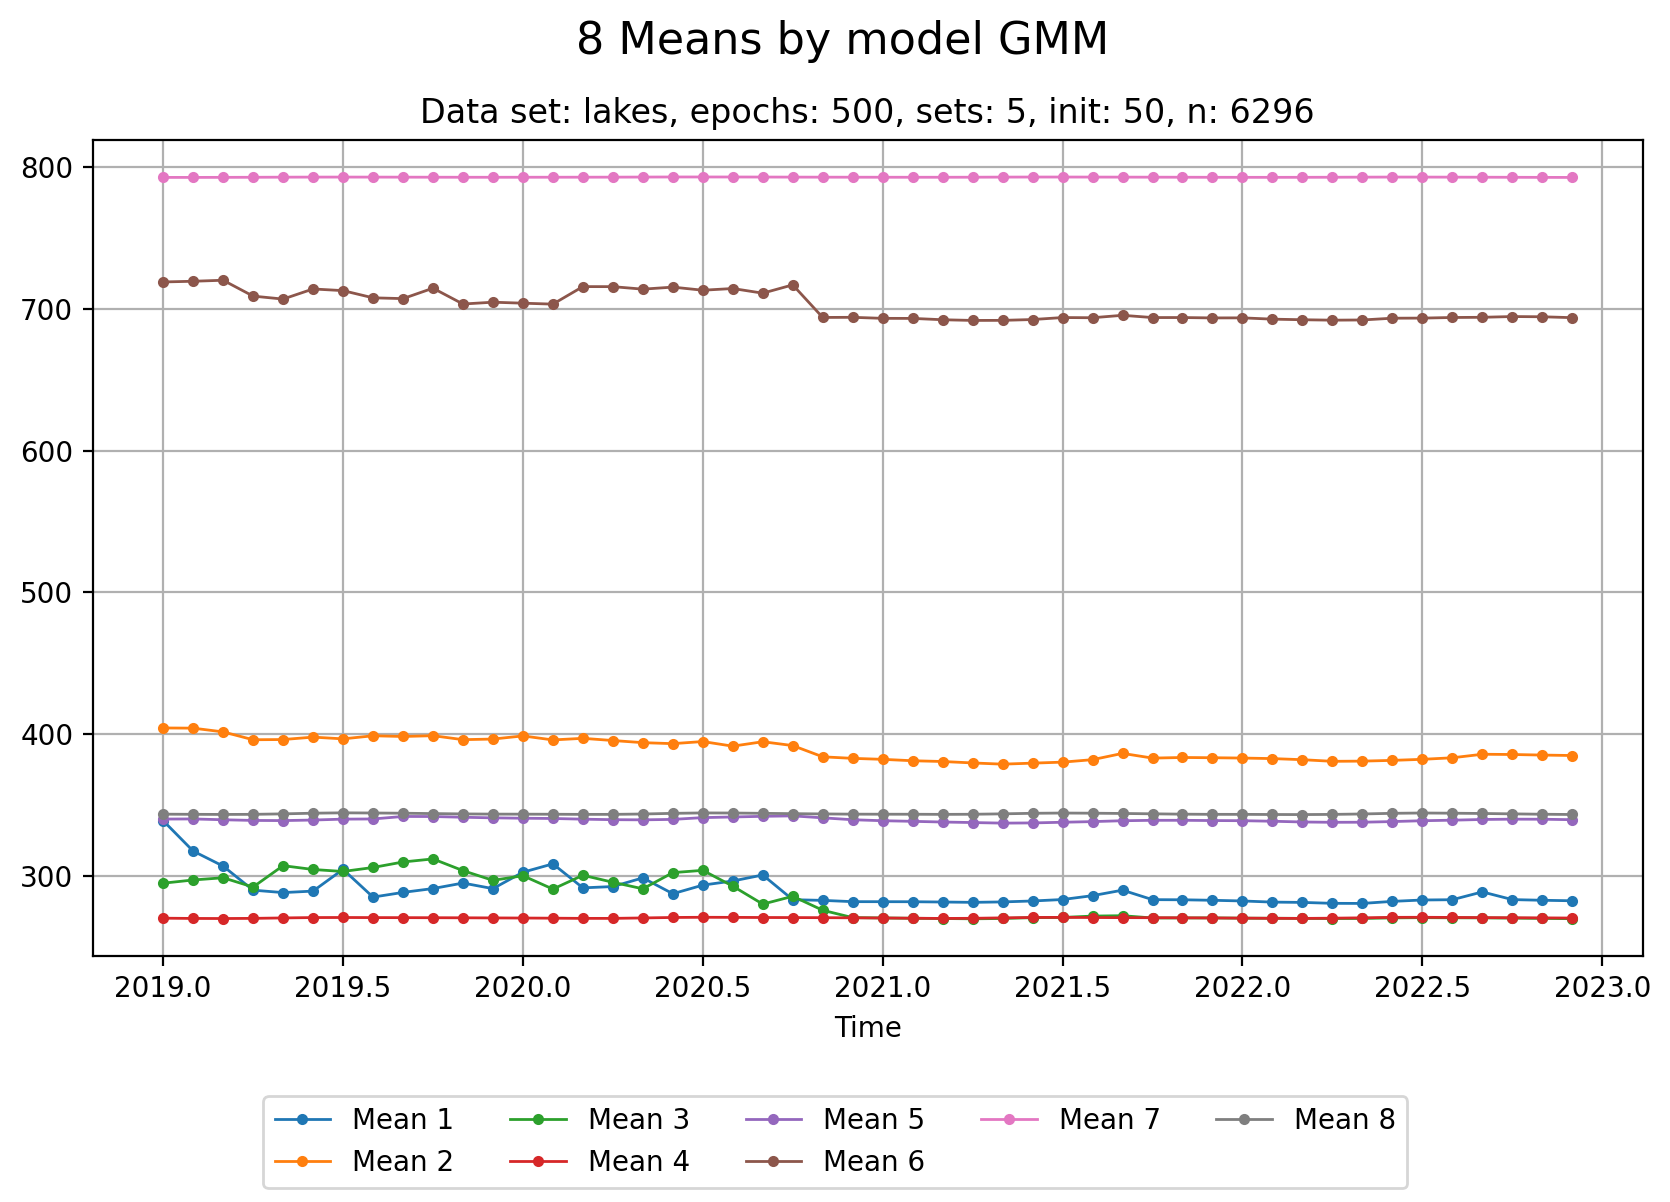 8 Means by model GMM
Data set: lakes, epochs: 500, sets: 5, init: 50, n: 6296
800
700
600
500
400
300
2019.0 2019.5 2020.0 2020.5 2021.0 2021.5 2022.0 2022.5 2023.0
Time
Mean 1 Mean 3 Mean 5 Mean 7 Mean 8
Mean 2 Mean 4 Mean 6